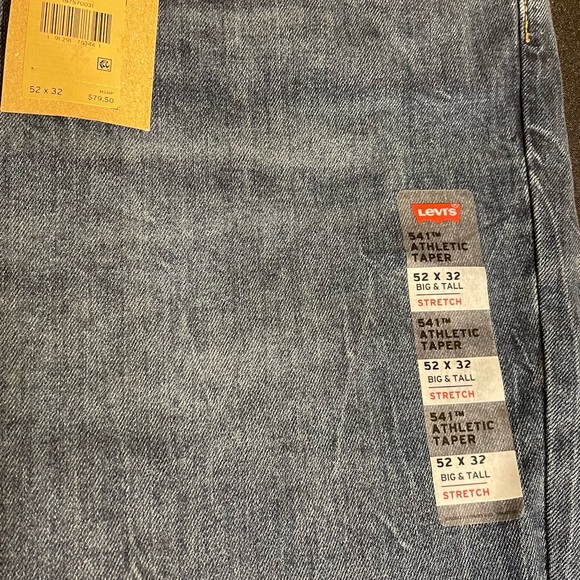 52 x 32
$79.50
Levi's
541™
ATHLETIC
TAPER
52 X 32
BIG & TALL
STRETCH
541™
ATHLETIC
TAPER
52 X 32
BIG & TALL
STRETCH
541™
ATHLETIC
TAPER
52 X 32
BIG & TALL
STRETCH